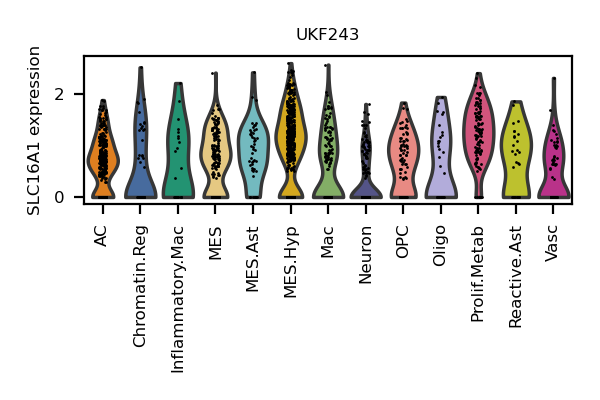 UKF243
SLC16A1 expression
2
0
AC
Chromatin.Reg
Inflammatory.Mac
MES
MES.Ast
MES.Hyp
Mac
Neuron
OPC
Oligo
Prolif.Metab
Reactive.Ast
Vasc